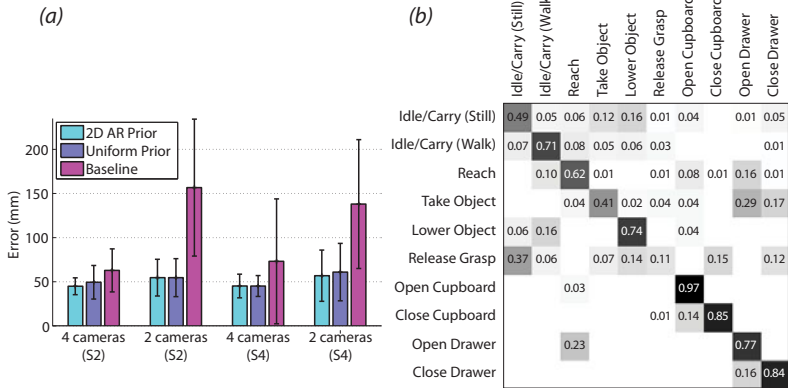 (a)
2D AR Prior
Uniform Prior
Baseline
Error (mm)
200
150
100
50
0
4 cameras (S2)
2 cameras (S2)
4 cameras (S4)
2 cameras (S4)
(b)
Idle/Carry (Still)
Idle/Carry (Walk)
Reach
Take Object
Lower Object
Release Grasp
Open Cupboard
Close Cupboard
Open Drawer
Close Drawer
Idle/Carry (Still) 0.49 0.05 0.06 0.12 0.16 0.01 0.04 0.01 0.05
Idle/Carry (Walk) 0.07 0.71 0.08 0.05 0.06 0.03 0.01
Reach 0.10 0.62 0.01 0.01 0.08 0.01 0.16 0.01
Take Object 0.04 0.41 0.02 0.04 0.04 0.29 0.17
Lower Object 0.06 0.16 0.74 0.04
Release Grasp 0.37 0.06 0.07 0.14 0.11 0.15 0.12
Open Cupboard 0.03 0.97
Close Cupboard 0.01 0.14 0.85
Open Drawer 0.23 0.77
Close Drawer 0.16 0.84